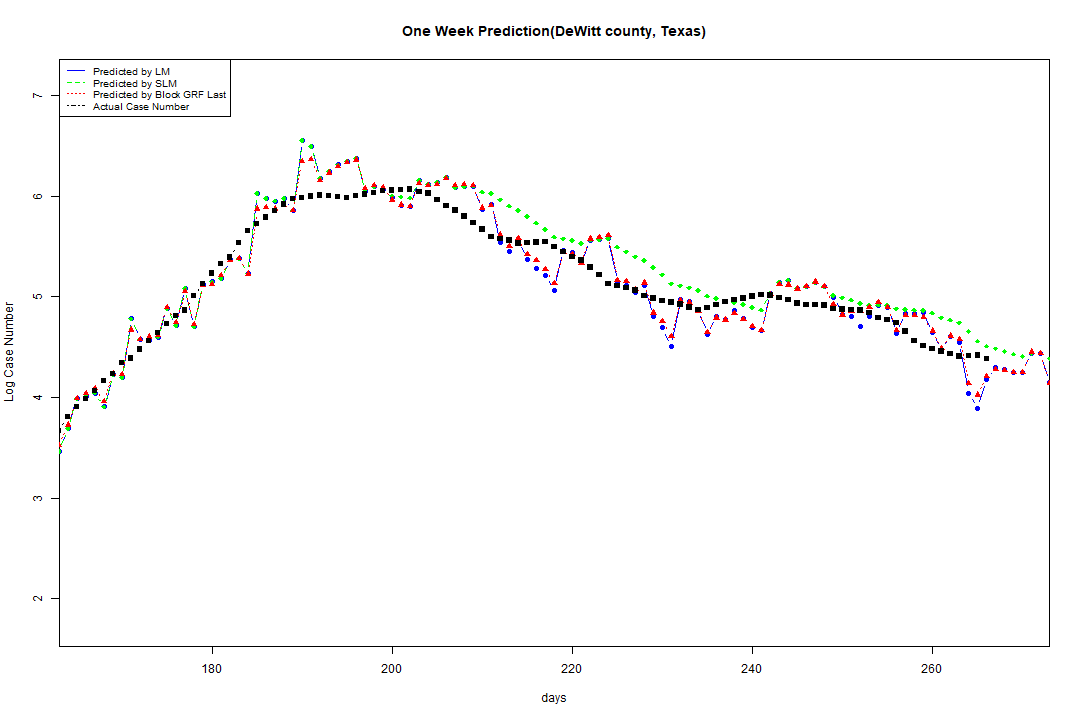 One Week Prediction(DeWitt county, Texas)
Predicted by LM
Predicted by SLM
Predicted by Block GRF Last
Actual Case Number
7
6
5
4
3
2
Log Case Number
180 200 220 240 260
days